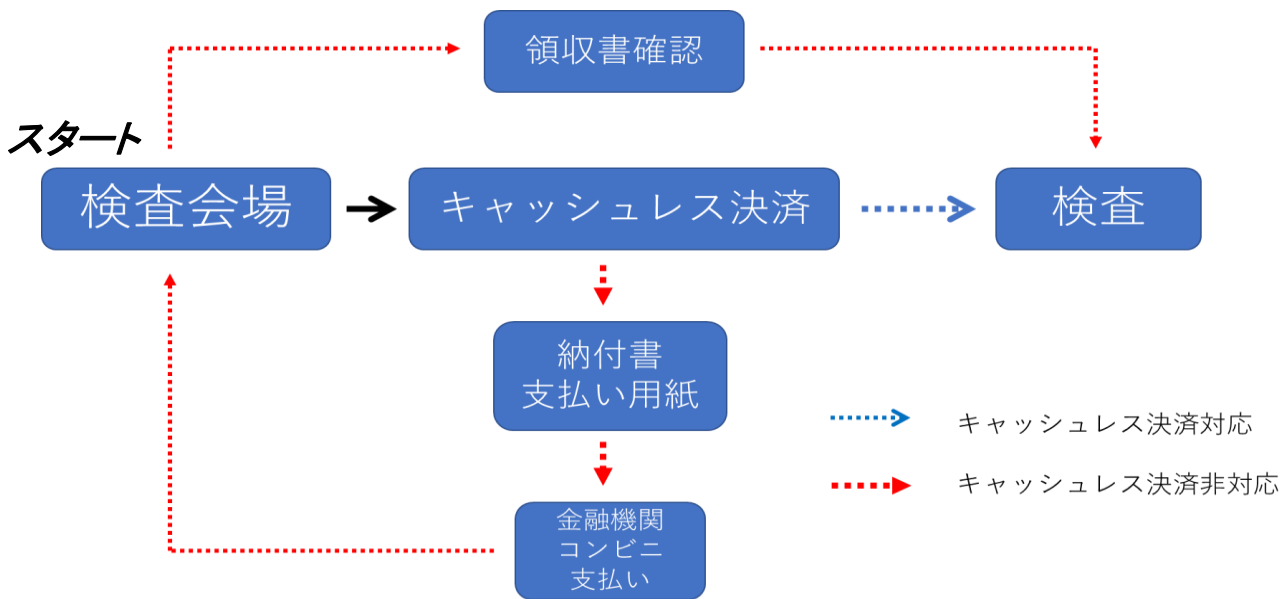 領収書確認
スタート
検査会場
キャッシュレス決済
検査
納付書
支払い用紙
キャッシュレス決済対応
キャッシュレス決済非対応
金融機関
コンビニ
支払い